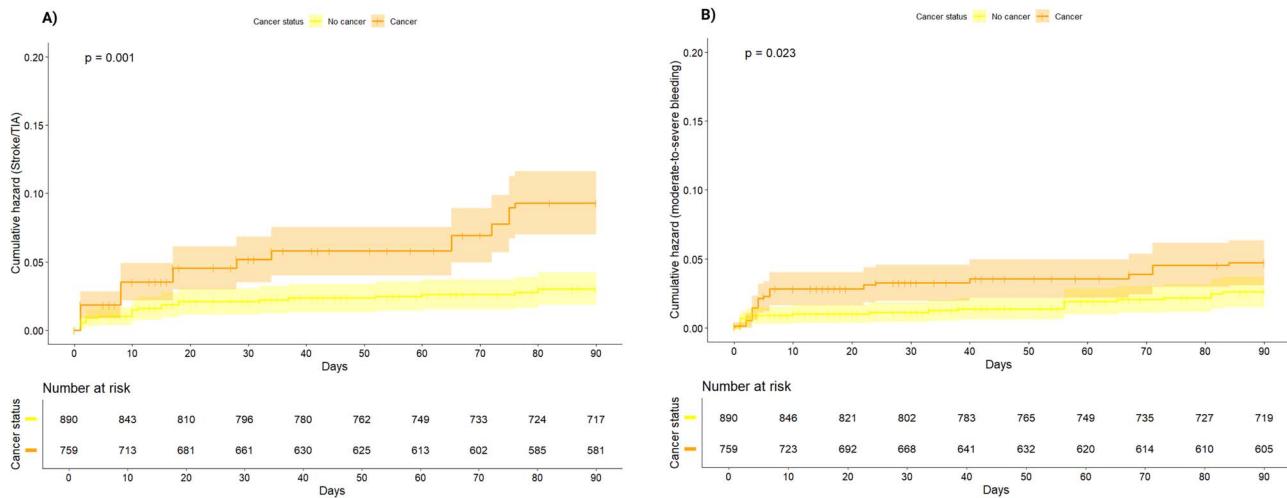 A)
Cancer status No cancer Cancer
p = 0.001
Cumulative hazard (Stroke/TIA)
0.20
0.15
0.10
0.05
0.00
0 10 20 30 40 50 60 70 80 90
Days
Number at risk
Cancer status
890 843 810 796 780 762 749 733 724 717
759 713 681 661 630 625 613 602 585 581
0 10 20 30 40 50 60 70 80 90
Days
B)
Cancer status No cancer Cancer
p = 0.023
Cumulative hazard (moderate-to-severe bleeding)
0.20
0.15
0.10
0.05
0.00
0 10 20 30 40 50 60 70 80 90
Days
Number at risk
Cancer status
890 846 821 802 783 765 749 735 727 719
759 723 692 668 641 632 620 614 610 605
0 10 20 30 40 50 60 70 80 90
Days